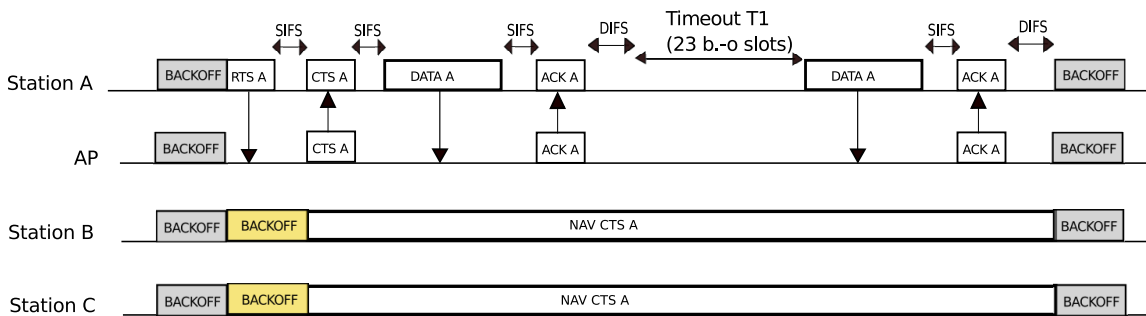 SIFS SIFS SIFS DIFS Timeout T1 SIFS DIFS
(23 b.-o slots)
Station A BACKOFF RTS A CTS A DATA A ACK A DATA A ACK A BACKOFF
AP BACKOFF CTS A ACK A ACK A BACKOFF
Station B BACKOFF BACKOFF NAV CTS A BACKOFF
Station C BACKOFF BACKOFF NAV CTS A BACKOFF